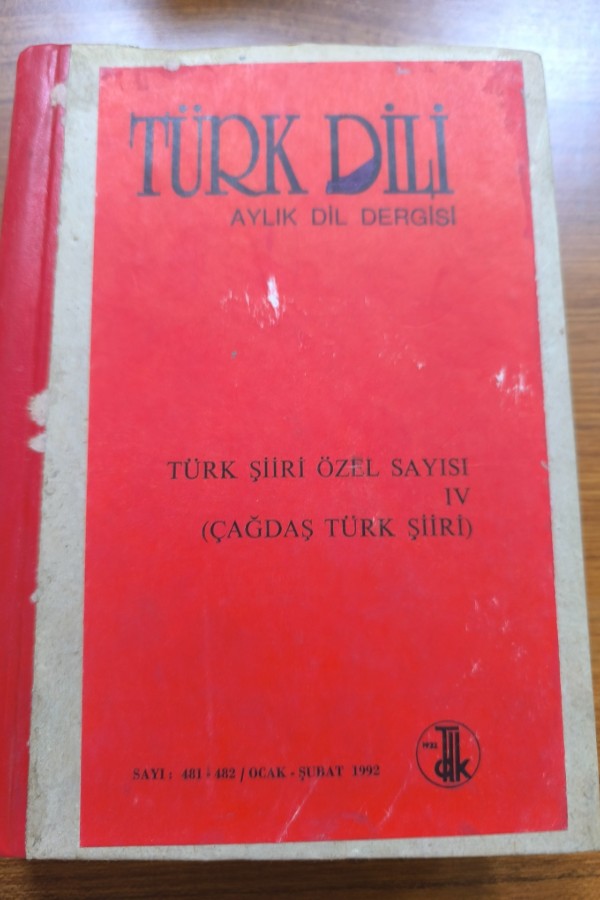 TÜRK DİLİ
AYLIK DİL DERGİSİ
TÜRK ŞİİRİ ÖZEL SAYISI
IV
(ÇAĞDAŞ TÜRK ŞİİRİ)
SAYI : 481 - 482 / OCAK - ŞUBAT 1992
1932
tdk